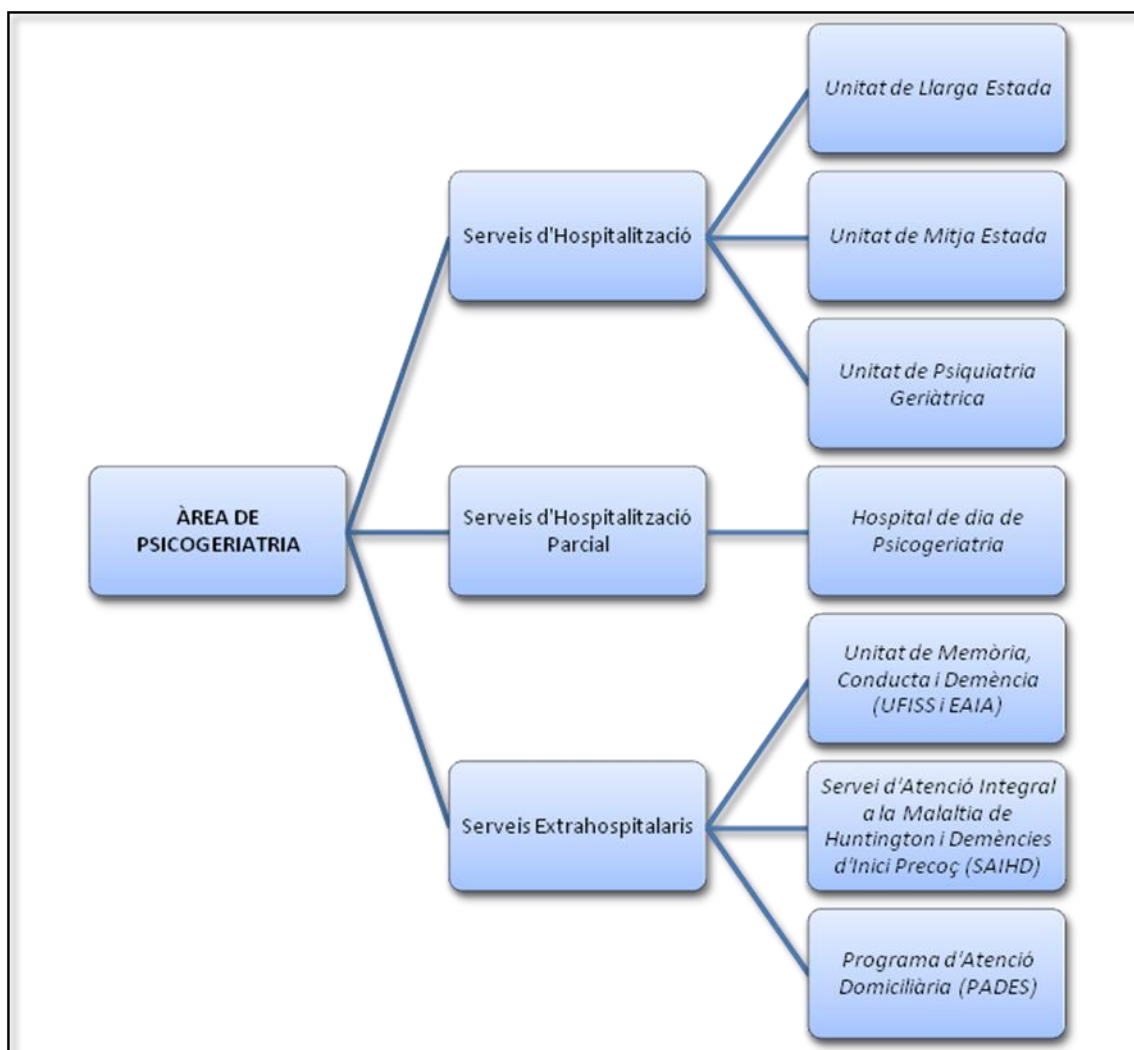 ÀREA DE
PSICOGERIATRIA
Serveis d'Hospitalització
Unitat de Llarga Estada
Unitat de Mitja Estada
Unitat de Psiquiatria
Geriàtrica
Serveis d'Hospitalització
Parcial
Hospital de dia de
Psicogeriatria
Serveis Extrahospitalaris
Unitat de Memòria,
Conducta i Demència
(UFISS i EAIA)
Servei d'Atenció Integral
a la Malaltia de
Huntington i Demències
d'Inici Precoç (SAIHD)
Programa d'Atenció
Domiciliària (PADES)